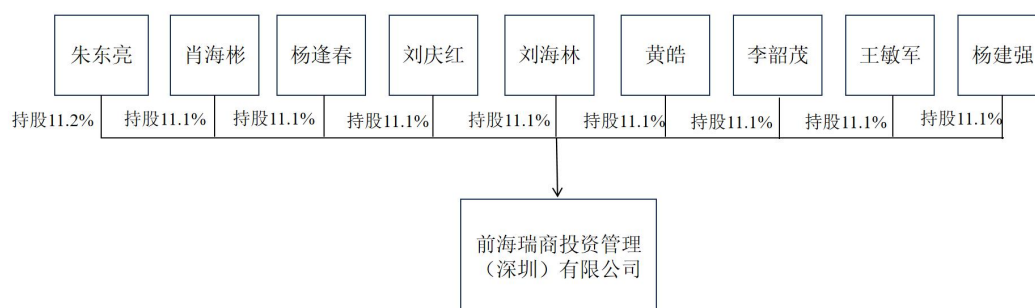 朱东亮
肖海彬
杨逢春
刘庆红
刘海林
黄皓
李韶茂
王敏军
杨建强
持股11.2%
持股11.1%
持股11.1%
持股11.1%
持股11.1%
持股11.1%
持股11.1%
持股11.1%
持股11.1%
前海瑞商投资管理
（深圳）有限公司